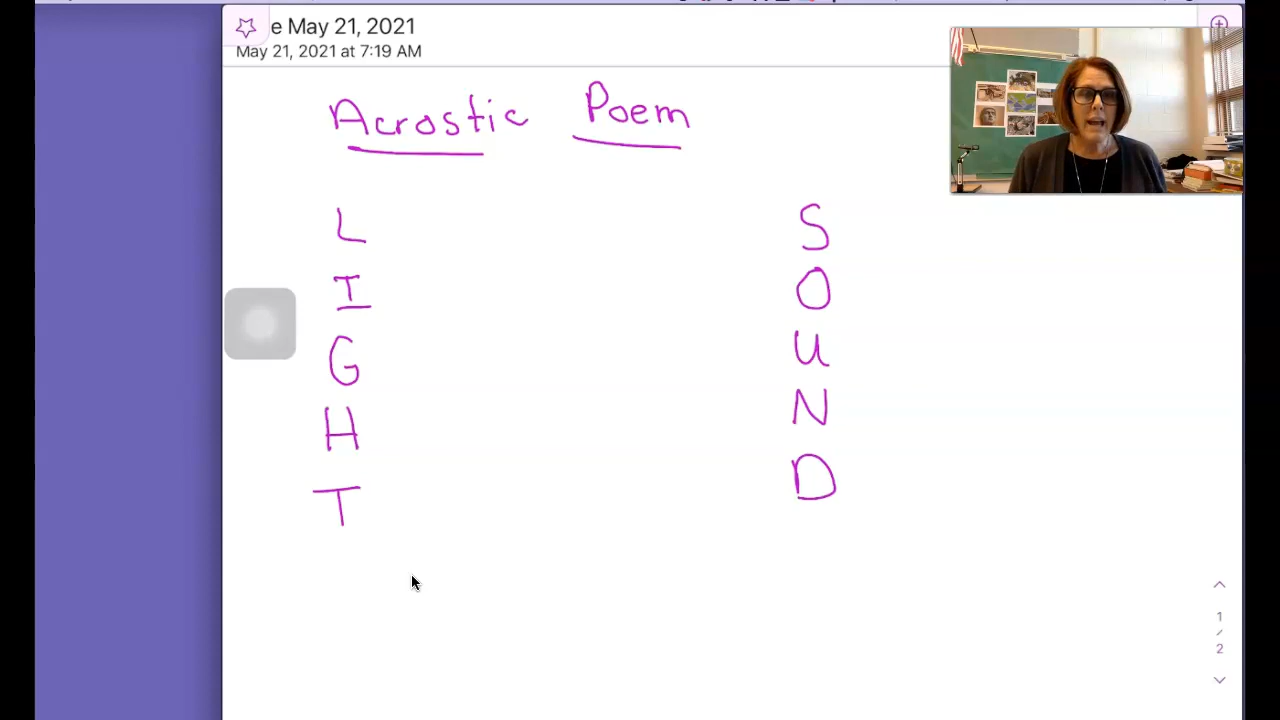 e May 21, 2021
May 21, 2021 at 7:19 AM
Acrostic Poem
L
I
G
H
T
S
O
U
N
D
1
/
2